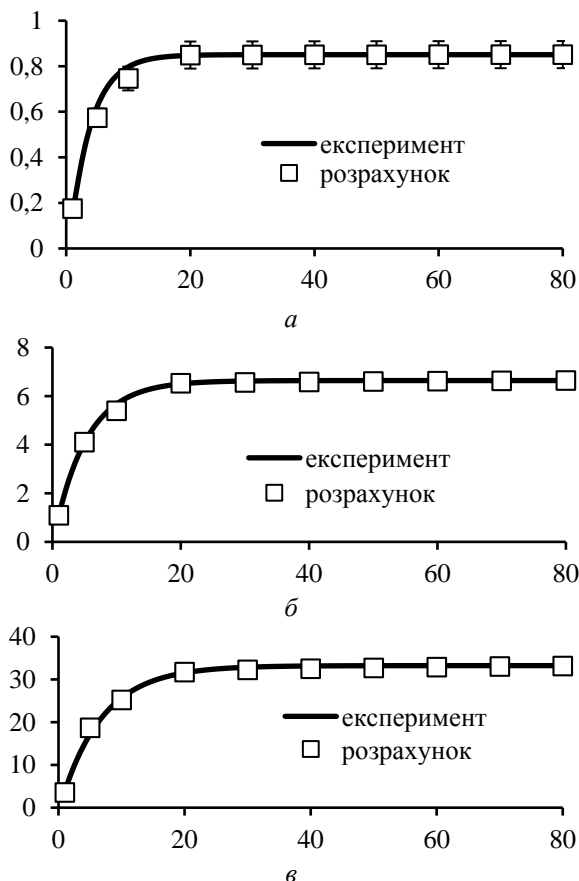 1
0,8
0,6
0,4
0,2
0
експеримент
розрахунок
0 20 40 60 80
а
8
6
4
2
0
експеримент
розрахунок
0 20 40 60 80
б
40
30
20
10
0
експеримент
розрахунок
0 20 40 60 80
в